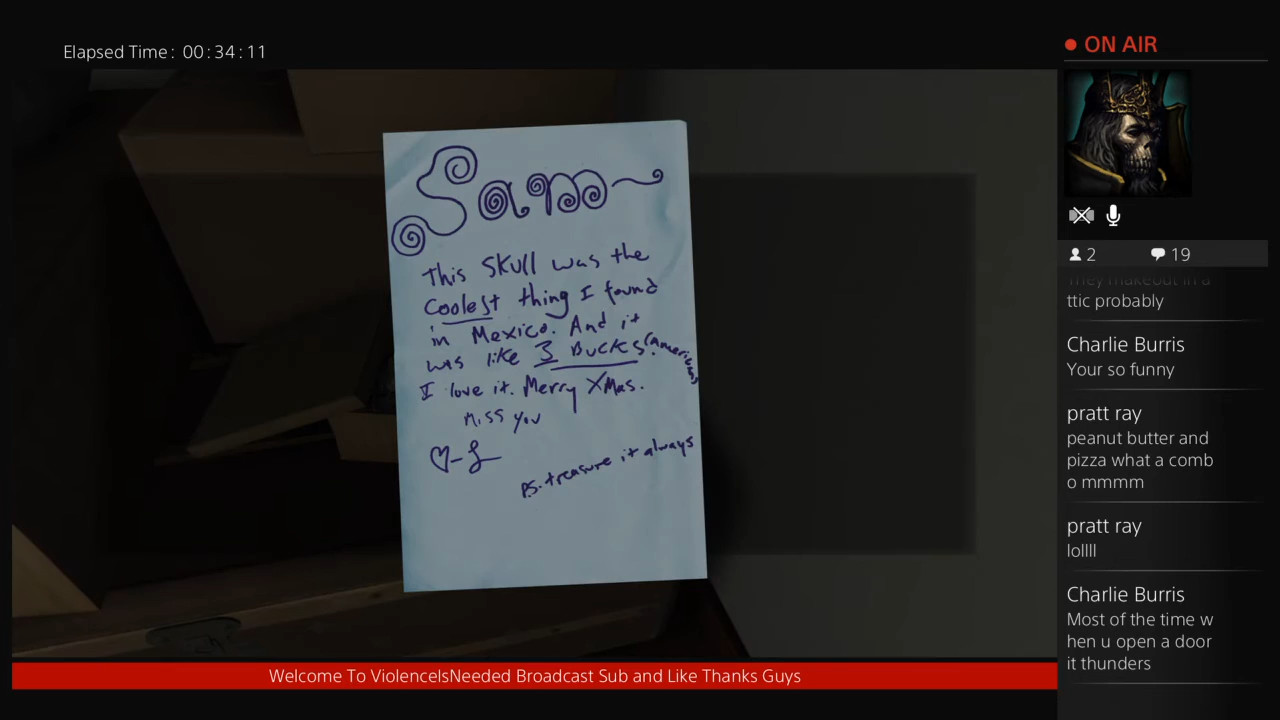 Elapsed Time: 00:34:11
ON AIR
Sam
This SKUll was the
Coolest thing I found
in Mexico. And it
was like 3 BUCKS. (American)
I love it. Merry XMas.
Miss you
♡-L
P.S. treasure it always
2
19
They makeout in a
ttic probably
Charlie Burris
Your so funny
pratt ray
peanut butter and
pizza what a comb
o mmmm
pratt ray
lollll
Charlie Burris
Most of the time w
hen u open a door
it thunders
Welcome To ViolenceIsNeeded Broadcast Sub and Like Thanks Guys